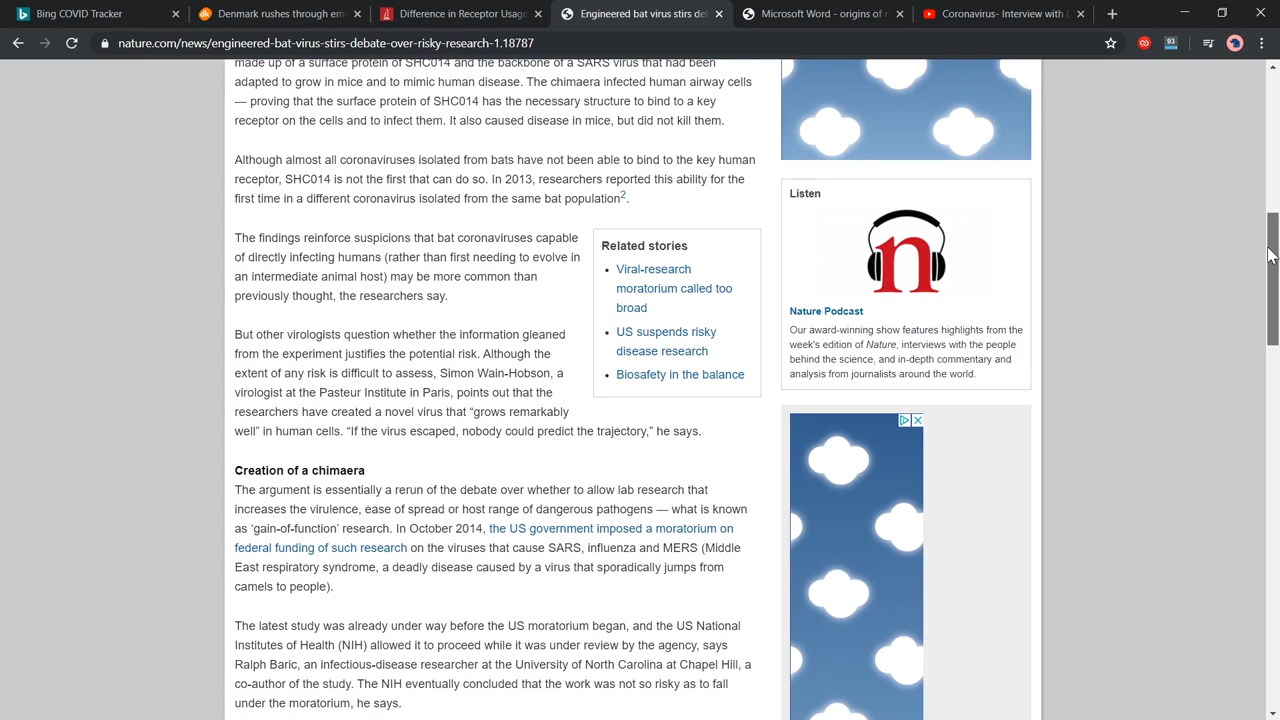 Bing COVID Tracker
Denmark rushes through em
Difference in Receptor Usag
Engineered bat virus stirs de
Microsoft Word - origins of
Coronavirus- Interview with
nature.com/news/engineered-bat-virus-stirs-debate-over-risky-research-1.18787
93
made up of a surface protein of SHC014 and the backbone of a SARS virus that had been
adapted to grow in mice and to mimic human disease. The chimaera infected human airway cells
— proving that the surface protein of SHC014 has the necessary structure to bind to a key
receptor on the cells and to infect them. It also caused disease in mice, but did not kill them.
Although almost all coronaviruses isolated from bats have not been able to bind to the key human
receptor, SHC014 is not the first that can do so. In 2013, researchers reported this ability for the
first time in a different coronavirus isolated from the same bat population2.
The findings reinforce suspicions that bat coronaviruses capable
of directly infecting humans (rather than first needing to evolve in
an intermediate animal host) may be more common than
previously thought, the researchers say.
But other virologists question whether the information gleaned
from the experiment justifies the potential risk. Although the
extent of any risk is difficult to assess, Simon Wain-Hobson, a
virologist at the Pasteur Institute in Paris, points out that the
researchers have created a novel virus that “grows remarkably
well” in human cells. “If the virus escaped, nobody could predict the trajectory,” he says.
Related stories
• Viral-research
moratorium called too
broad
• US suspends risky
disease research
• Biosafety in the balance
Creation of a chimaera
The argument is essentially a rerun of the debate over whether to allow lab research that
increases the virulence, ease of spread or host range of dangerous pathogens — what is known
as ‘gain-of-function’ research. In October 2014, the US government imposed a moratorium on
federal funding of such research on the viruses that cause SARS, influenza and MERS (Middle
East respiratory syndrome, a deadly disease caused by a virus that sporadically jumps from
camels to people).
The latest study was already under way before the US moratorium began, and the US National
Institutes of Health (NIH) allowed it to proceed while it was under review by the agency, says
Ralph Baric, an infectious-disease researcher at the University of North Carolina at Chapel Hill, a
co-author of the study. The NIH eventually concluded that the work was not so risky as to fall
under the moratorium, he says.
Listen
n
Nature Podcast
Our award-winning show features highlights from the
week's edition of Nature, interviews with the people
behind the science, and in-depth commentary and
analysis from journalists around the world.